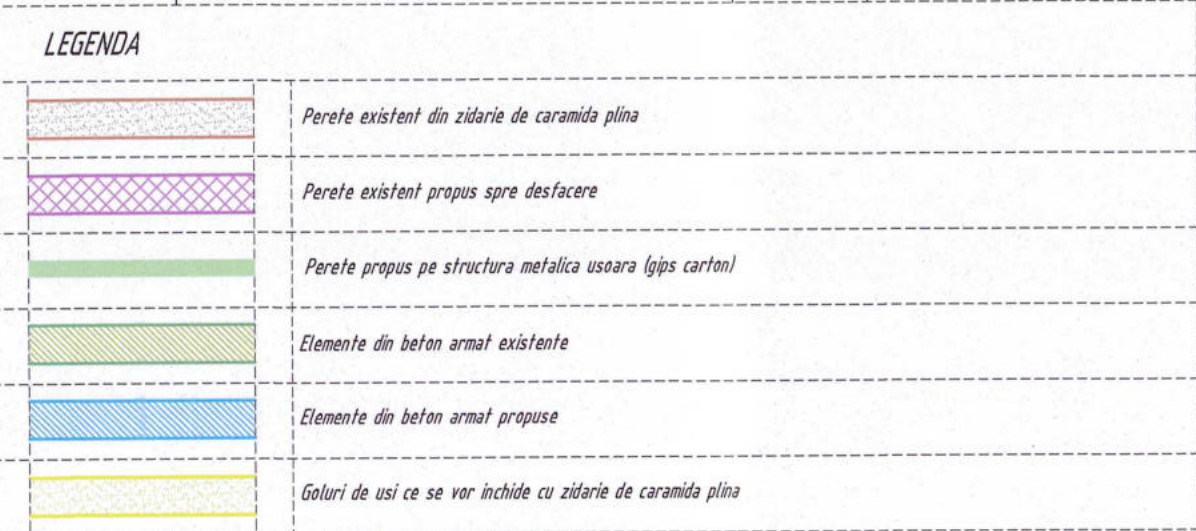 LEGENDA
Perete existent din zidarie de caramida plina
Perete existent propus spre desfacere
Perete propus pe structura metalica usoara (gips carton)
Elemente din beton armat existente
Elemente din beton armat propuse
Goluri de usi ce se vor inchide cu zidarie de caramida plina